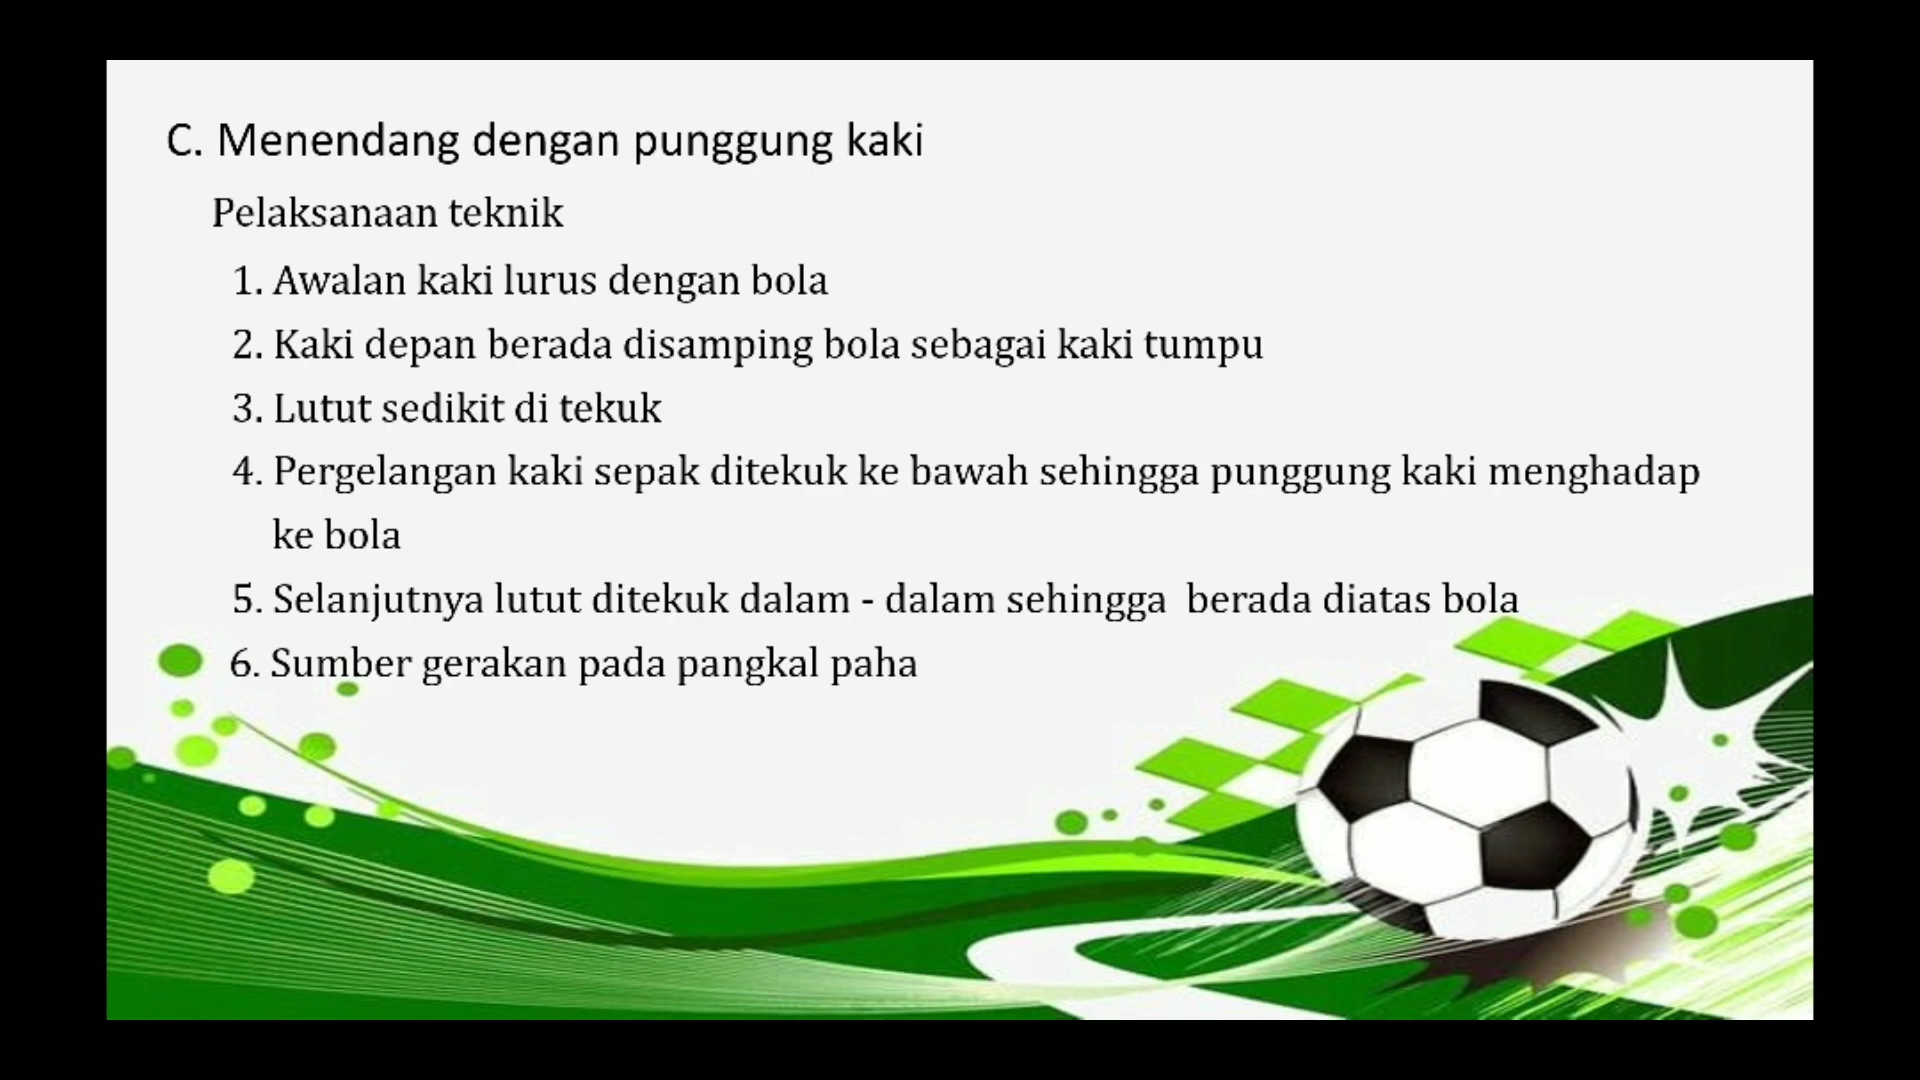 C. Menendang dengan punggung kaki
Pelaksanaan teknik
1. Awalan kaki lurus dengan bola
2. Kaki depan berada disamping bola sebagai kaki tumpu
3. Lutut sedikit di tekuk
4. Pergelangan kaki sepak ditekuk ke bawah sehingga punggung kaki menghadap
ke bola
5. Selanjutnya lutut ditekuk dalam - dalam sehingga  berada diatas bola
6. Sumber gerakan pada pangkal paha